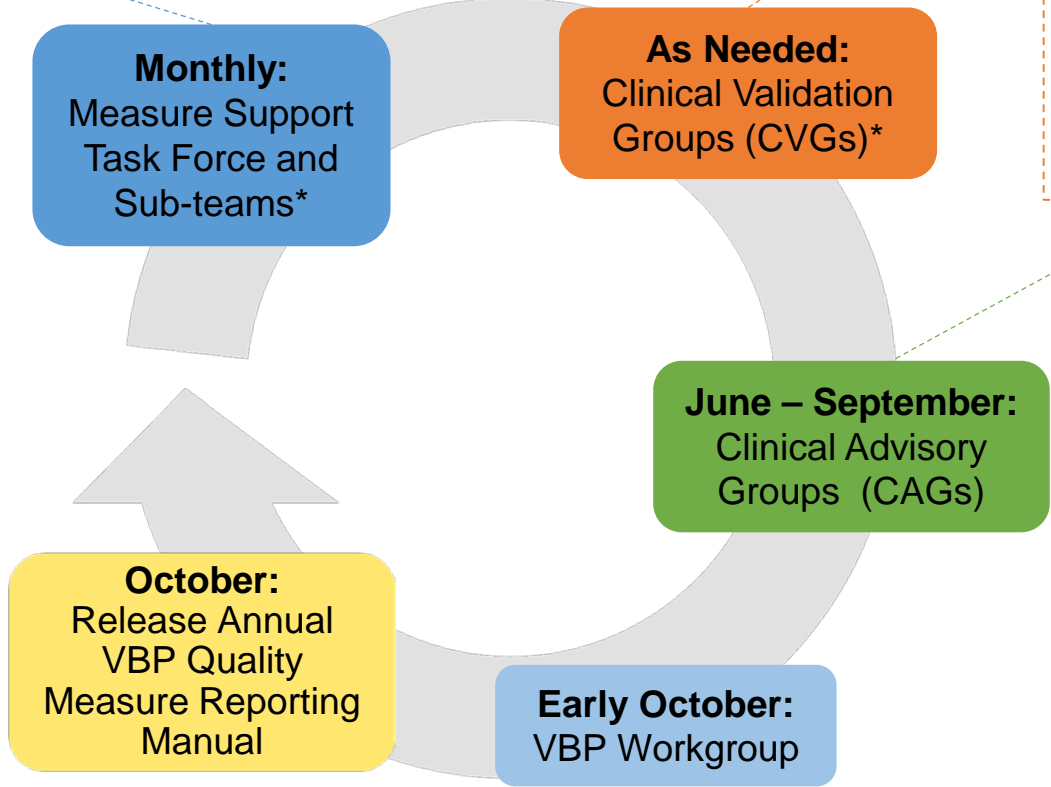 Monthly:
Measure Support
Task Force and
Sub-teams*
As Needed:
Clinical Validation
Groups (CVGs)*
June – September:
Clinical Advisory
Groups (CAGs)
Early October:
VBP Workgroup
October:
Release Annual
VBP Quality
Measure Reporting
Manual